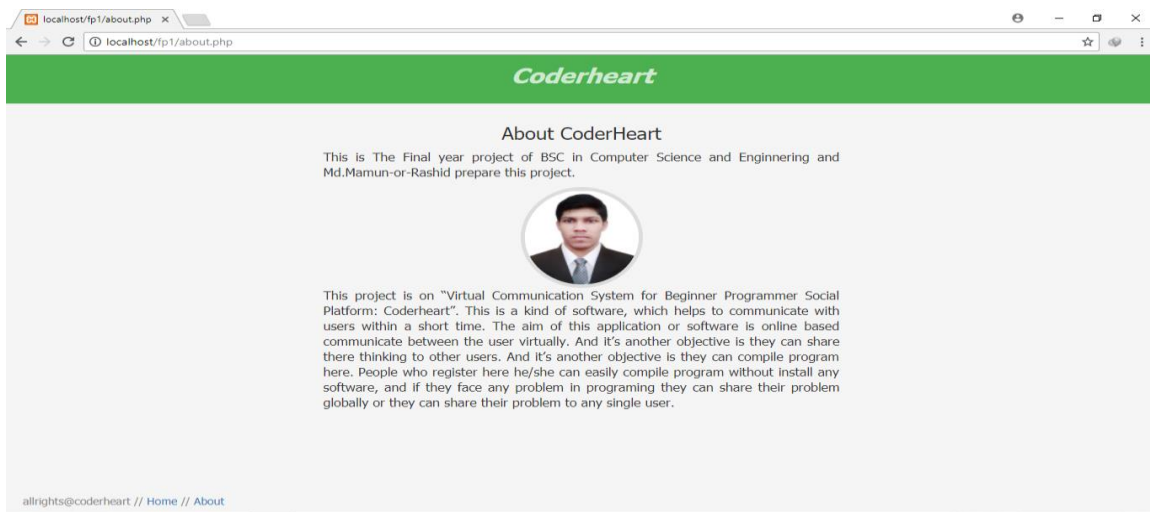 localhost/fp1/about.php
localhost/fp1/about.php
Coderheart
About CoderHeart
This is The Final year project of BSC in Computer Science and Enginnering and
Md.Mamun-or-Rashid prepare this project.
This project is on “Virtual Communication System for Beginner Programmer Social
Platform: Coderheart”. This is a kind of software, which helps to communicate with
users within a short time. The aim of this application or software is online based
communicate between the user virtually. And it’s another objective is they can share
there thinking to other users. And it’s another objective is they can compile program
here. People who register here he/she can easily compile program without install any
software, and if they face any problem in programing they can share their problem
globally or they can share their problem to any single user.
allrights@coderheart // Home // About